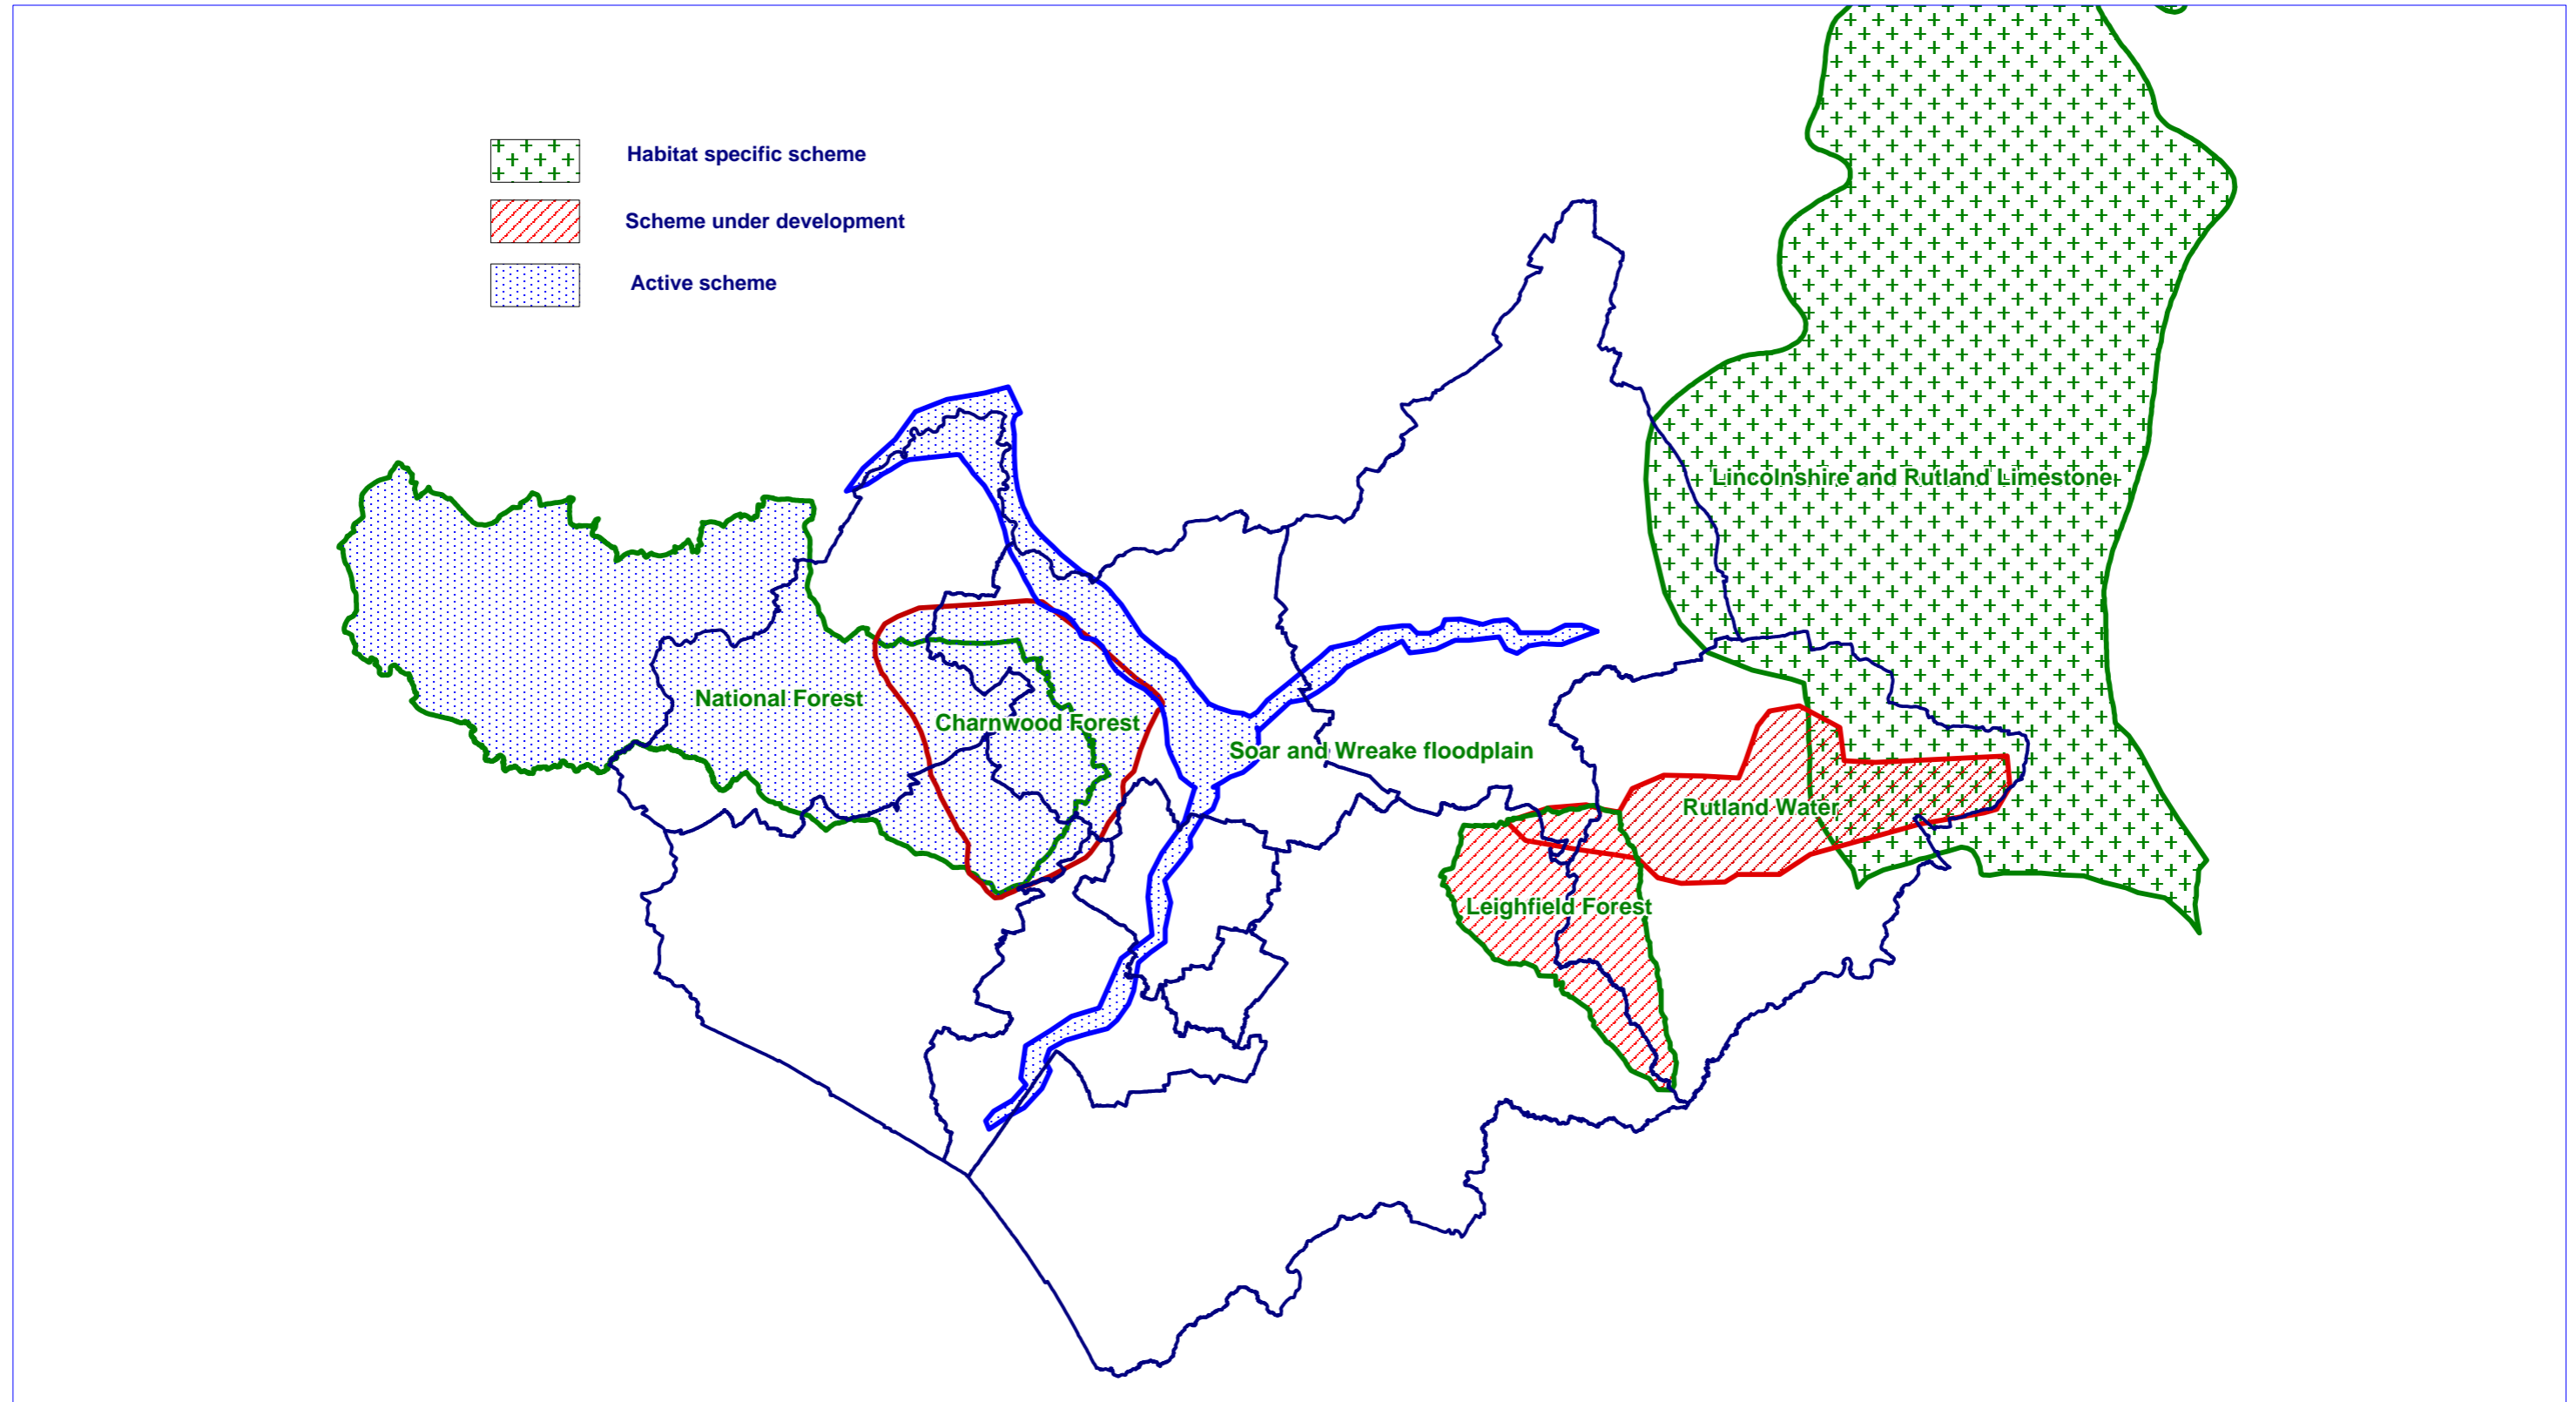 Habitat specific scheme
Scheme under development
Active scheme
Lincolnshire and Rutland Limestone
National Forest
Charnwood Forest
Soar and Wreake floodplain
Rutland Water
Leighfield Forest